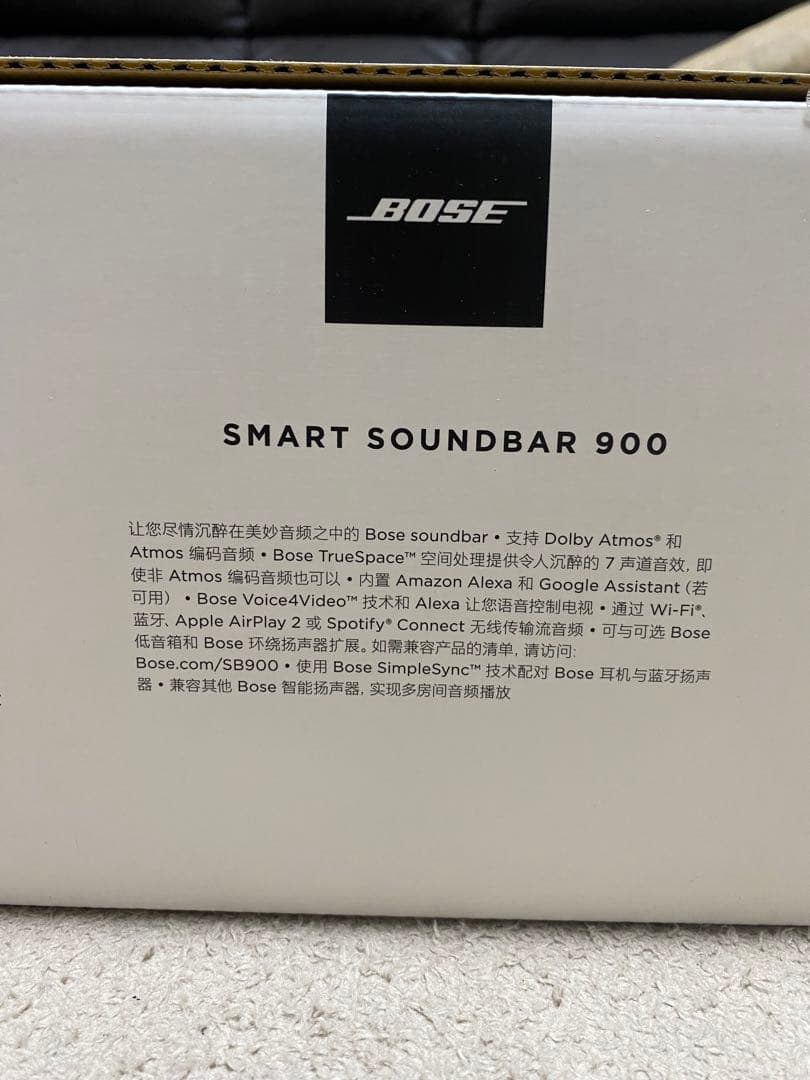 BOSE
SMART SOUNDBAR 900
让您尽情沉醉在美妙音频之中的 Bose soundbar • 支持 Dolby Atmos® 和
Atmos 编码音频 • Bose TrueSpace™ 空间处理提供令人沉醉的 7 声道音效, 即
使非 Atmos 编码音频也可以 • 内置 Amazon Alexa 和 Google Assistant (若
可用) • Bose Voice4Video™ 技术和 Alexa 让您语音控制电视 • 通过 Wi-Fi®、
蓝牙、Apple AirPlay 2 或 Spotify® Connect 无线传输流音频 • 可与可选 Bose
低音箱和 Bose 环绕扬声器扩展。如需兼容产品的清单, 请访问:
Bose.com/SB900 • 使用 Bose SimpleSync™ 技术配对 Bose 耳机与蓝牙扬声
器 • 兼容其他 Bose 智能扬声器, 实现多房间音频播放